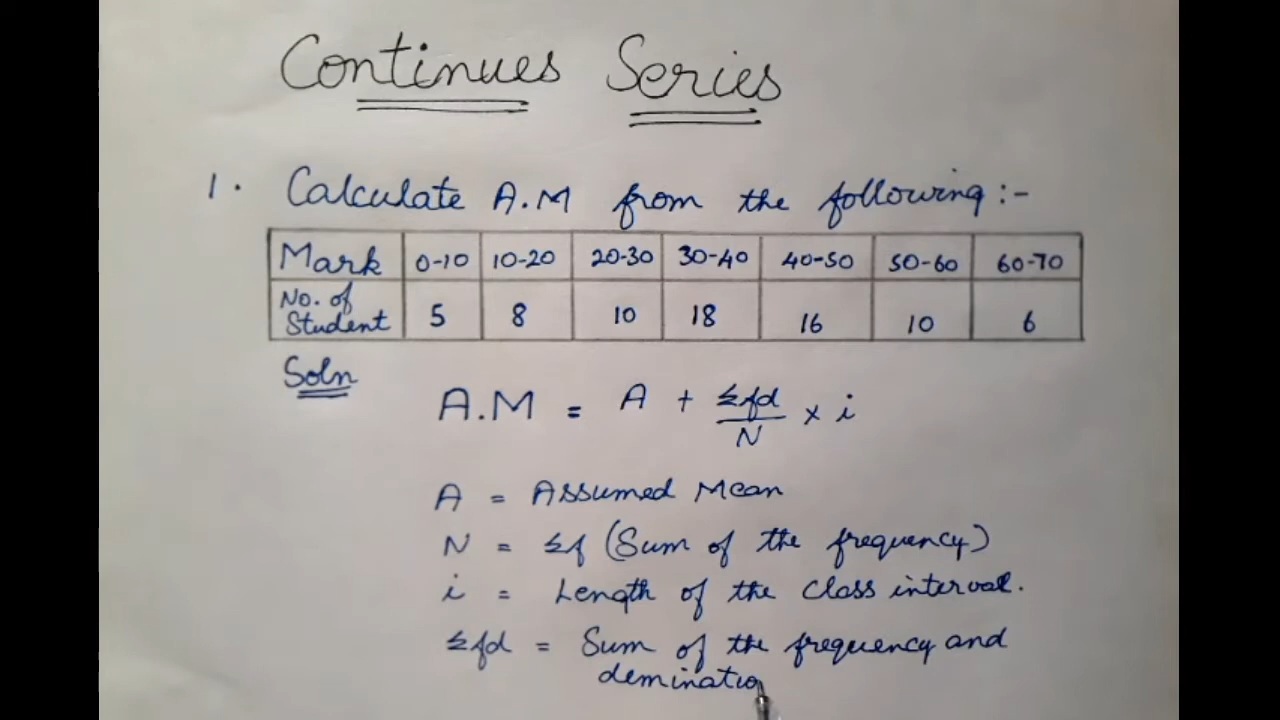 Continues Series
1. Calculate A.M from the following :-
Mark 0-10 10-20 20-30 30-40 40-50 50-60 60-70
No. of Student 5 8 10 18 16 10 6
Soln
A.M = A + Σfd/N × i
A = Assumed Mean
N = Σf (Sum of the frequency)
i = Length of the class interval.
Σfd = Sum of the frequency and
deminatio